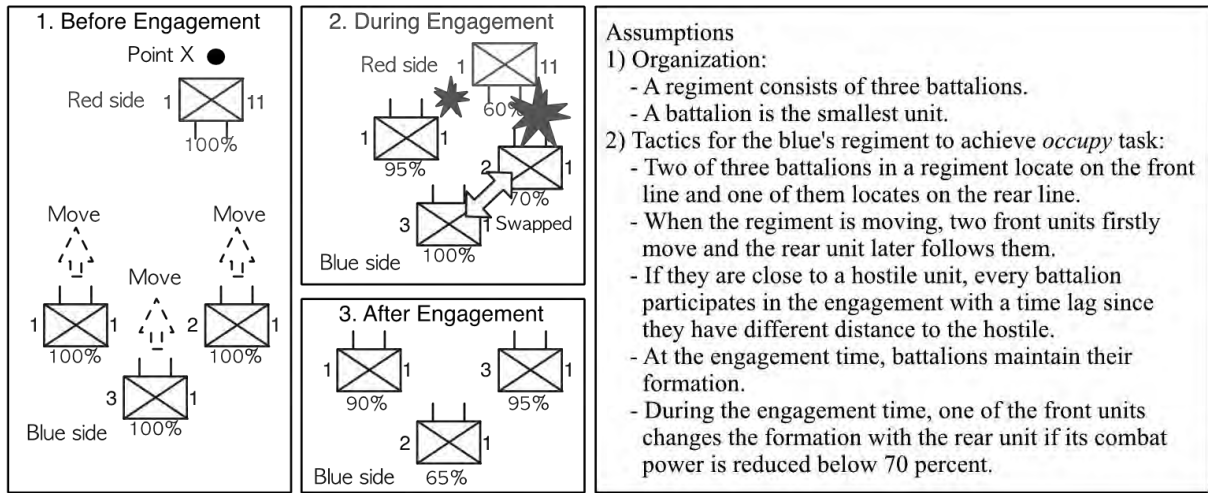 1. Before Engagement
Point X
Red side 1 11
100%
Move Move
Move
1 1 2 1
100% 100%
3 1
Blue side 100%
2. During Engagement
Red side 1 11
60%
1 1
95% 2 1
70%
3 1 Swapped
100%
Blue side
3. After Engagement
1 1 3 1
90% 95%
2 1
Blue side 65%
Assumptions
1) Organization:
- A regiment consists of three battalions.
- A battalion is the smallest unit.
2) Tactics for the blue's regiment to achieve occupy task:
- Two of three battalions in a regiment locate on the front
line and one of them locates on the rear line.
- When the regiment is moving, two front units firstly
move and the rear unit later follows them.
- If they are close to a hostile unit, every battalion
participates in the engagement with a time lag since
they have different distance to the hostile.
- At the engagement time, battalions maintain their
formation.
- During the engagement time, one of the front units
changes the formation with the rear unit if its combat
power is reduced below 70 percent.